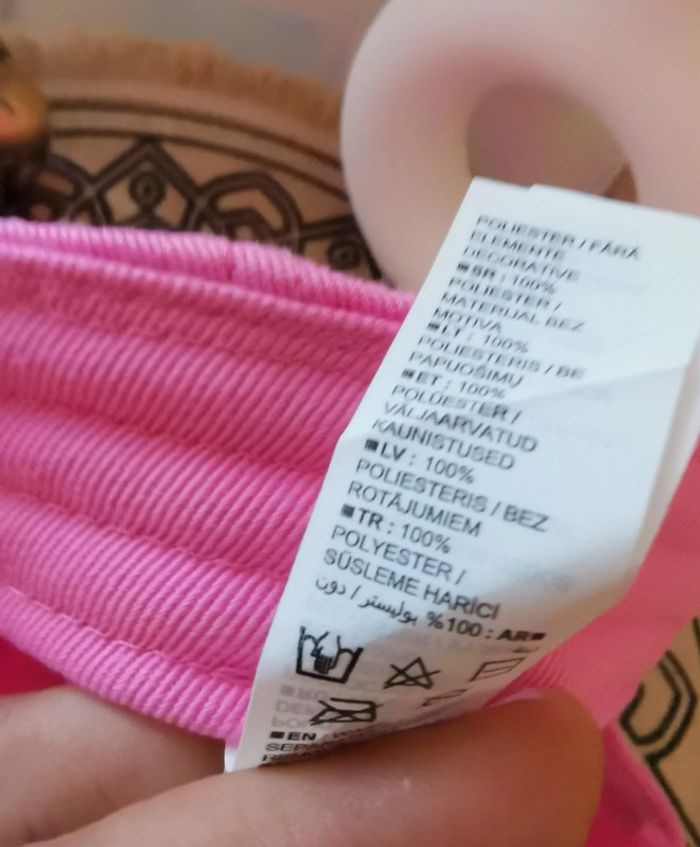 POLIESTER / FĂRĂ
ELEMENTE
DECORATIVE
■SR : 100%
POLIESTER /
MATERIJAL BEZ
MOTIVA
■LT : 100%
POLIESTERIS / BE
PAPUOŠIMŲ
■ET : 100%
POLÜESTER /
VÄLJAARVATUD
KAUNISTUSED
■LV : 100%
POLIESTERIS / BEZ
ROTĀJUMIEM
■TR : 100%
POLYESTER /
SÜSLEME HARİCİ
■AR : 100% بوليستر / دون
■EN